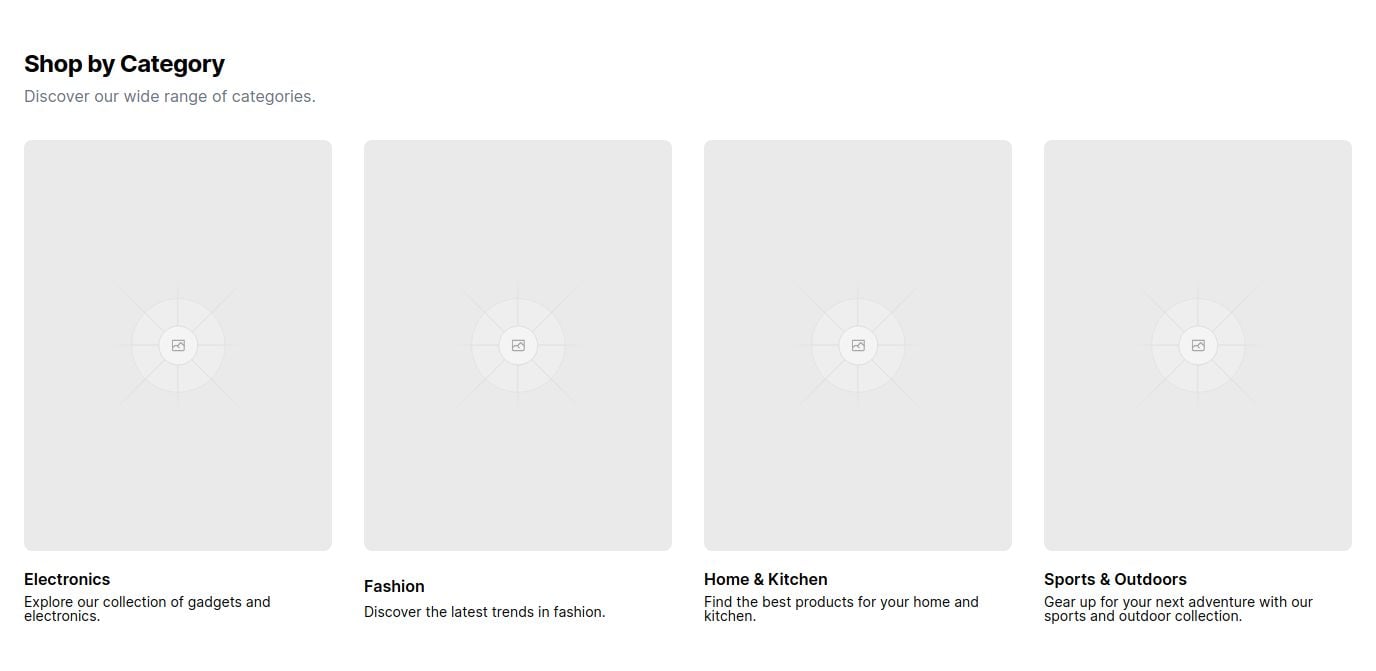 Shop by Category
Discover our wide range of categories.
Electronics
Explore our collection of gadgets and
electronics.
Fashion
Discover the latest trends in fashion.
Home & Kitchen
Find the best products for your home and
kitchen.
Sports & Outdoors
Gear up for your next adventure with our
sports and outdoor collection.